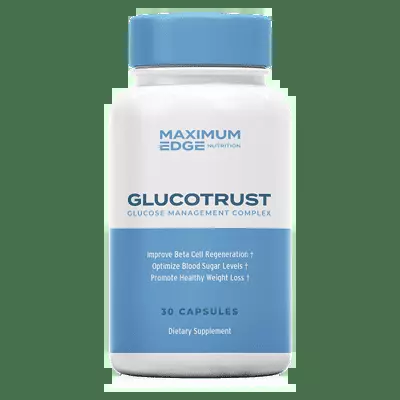 MAXIMUM
EDGE NUTRITION
GLUCOTRUST
GLUCOSE MANAGEMENT COMPLEX
Improve Beta Cell Regeneration †
Optimize Blood Sugar Levels †
Promote Healthy Weight Loss †
30 CAPSULES
Dietary Supplement